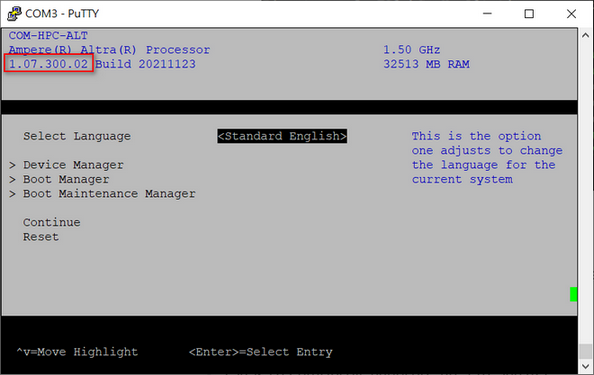 COM3 - PuTTY
COM-HPC-ALT
Ampere(R) Altra(R) Processor 1.50 GHz
1.07.300.02 Build 20211123 32513 MB RAM
Select Language <Standard English> This is the option
one adjusts to change
> Device Manager the language for the
> Boot Manager current system
> Boot Maintenance Manager
Continue
Reset
^v=Move Highlight <Enter>=Select Entry